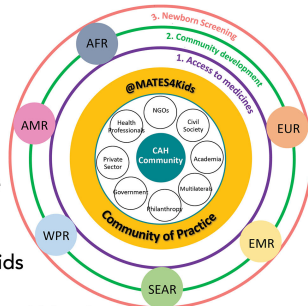 3. Newborn Screening
2. Community development
1. Access to medicines
AFR
AMR
EUR
WPR
EMR
SEAR
@MATES4Kids
NGOs
Health
Professionals
Civil
Society
Private
Sector
CAH
Community
Academia
Government
Multilaterals
Philanthropy
Community of Practice
ids